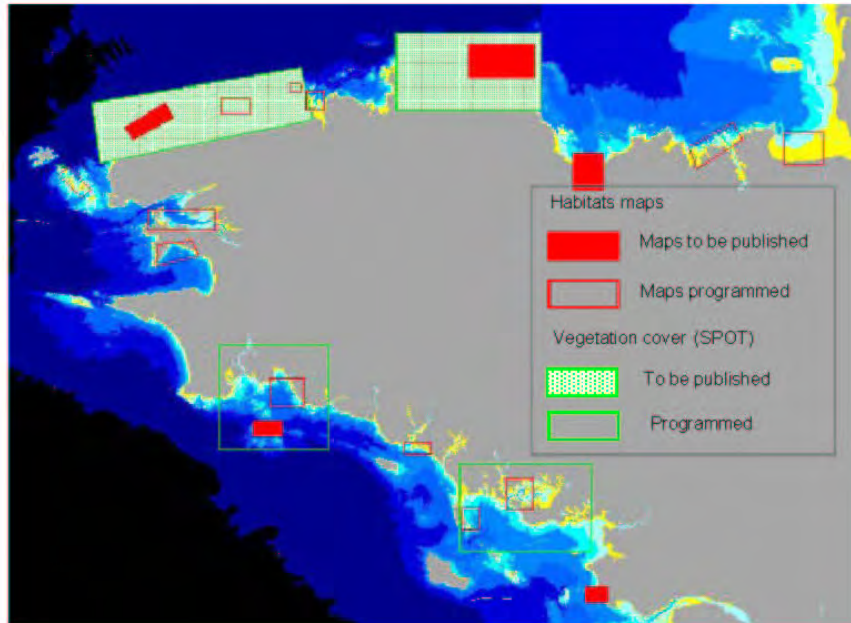 Habitats maps
Maps to be published
Maps programmed
Vegetation cover (SPOT)
To be published
Programmed